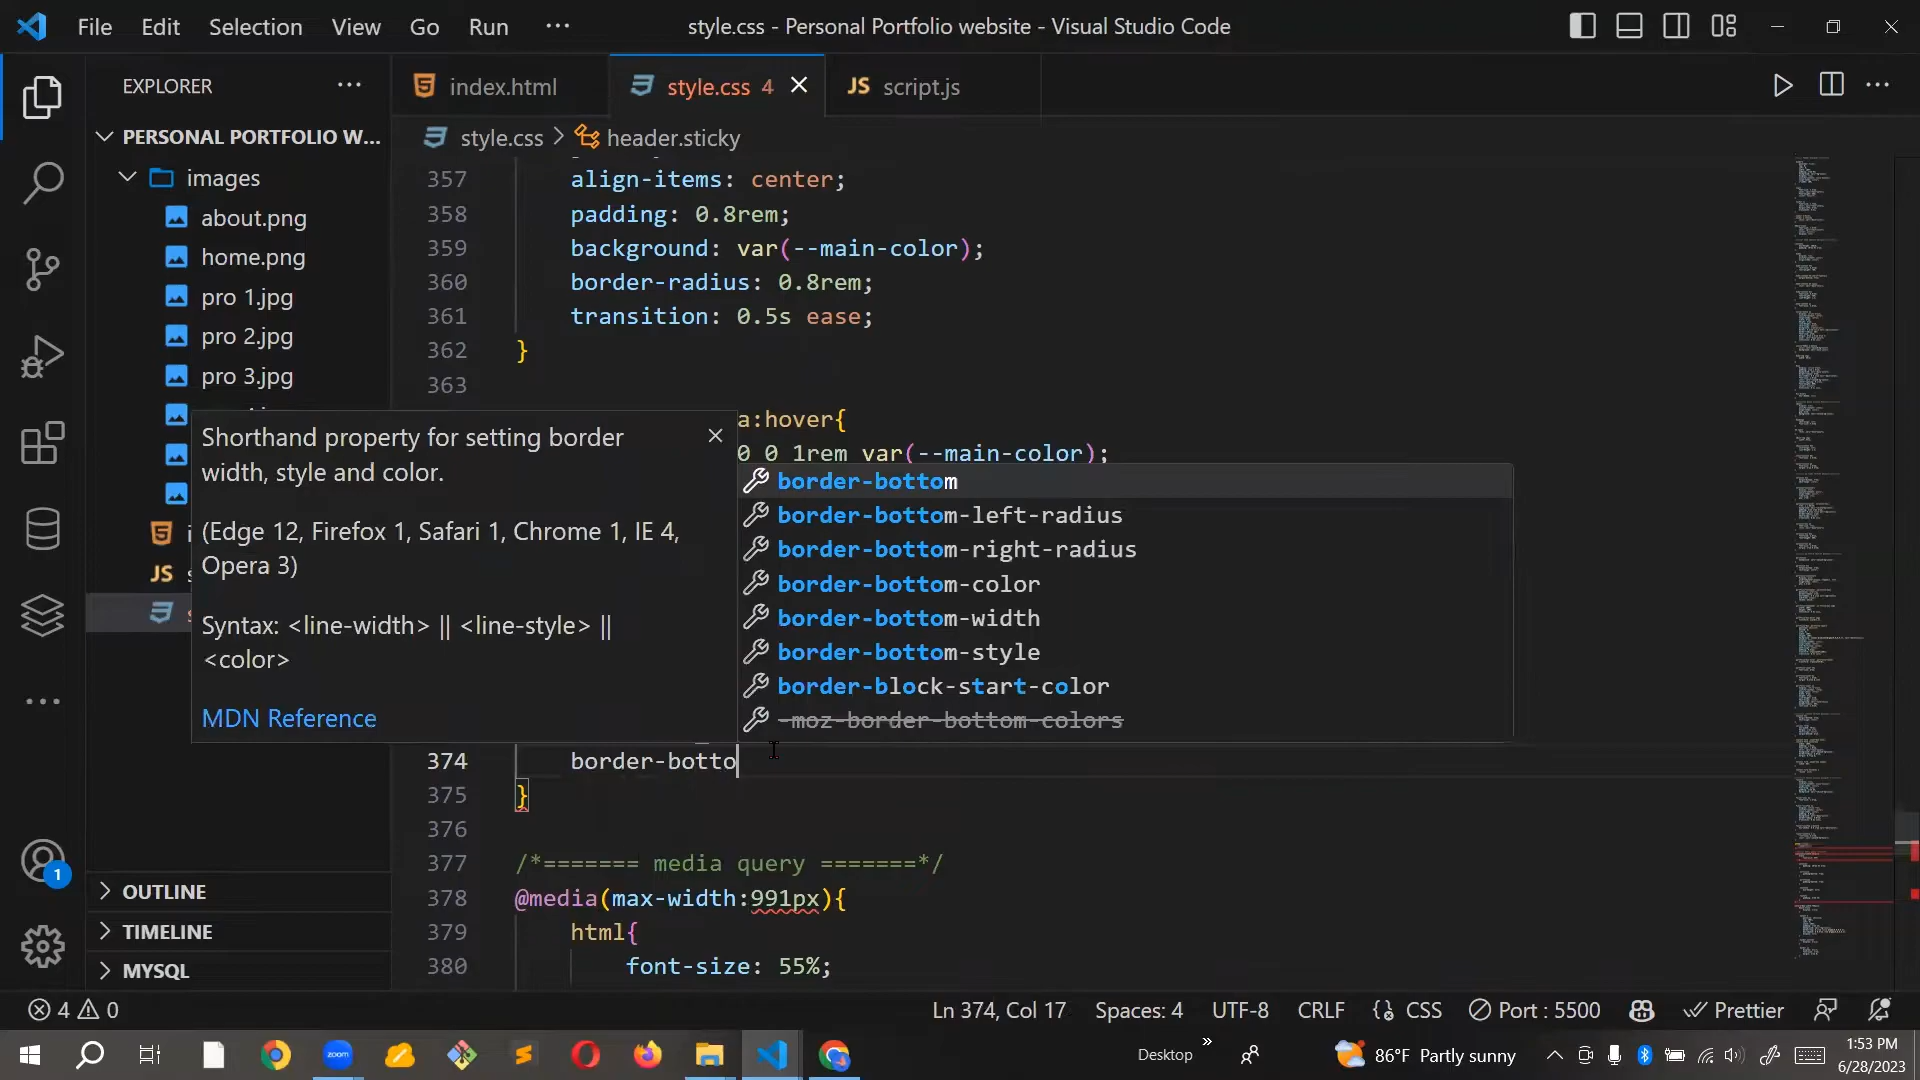 File Edit Selection View Go Run ··· style.css - Personal Portfolio website - Visual Studio Code
EXPLORER ···
index.html
style.css 4
JS script.js
PERSONAL PORTFOLIO W...
style.css > header.sticky
images
about.png
home.png
pro 1.jpg
pro 2.jpg
pro 3.jpg
357 align-items: center;
358 padding: 0.8rem;
359 background: var(--main-color);
360 border-radius: 0.8rem;
361 transition: 0.5s ease;
362 }
363
a:hover{
0 0 1rem var(--main-color);
Shorthand property for setting border
width, style and color.
(Edge 12, Firefox 1, Safari 1, Chrome 1, IE 4,
Opera 3)
Syntax: <line-width> || <line-style> ||
<color>
MDN Reference
border-bottom
border-bottom-left-radius
border-bottom-right-radius
border-bottom-color
border-bottom-width
border-bottom-style
border-block-start-color
-moz-border-bottom-colors
JS
374 border-botto
375 }
376
377 /*======= media query =======*/
378 @media(max-width:991px){
379 html{
380 font-size: 55%;
1
OUTLINE
TIMELINE
MYSQL
4 0
Ln 374, Col 17 Spaces: 4 UTF-8 CRLF CSS Port : 5500 Prettier
zoom
Desktop
86°F Partly sunny
1:53 PM
6/28/2023